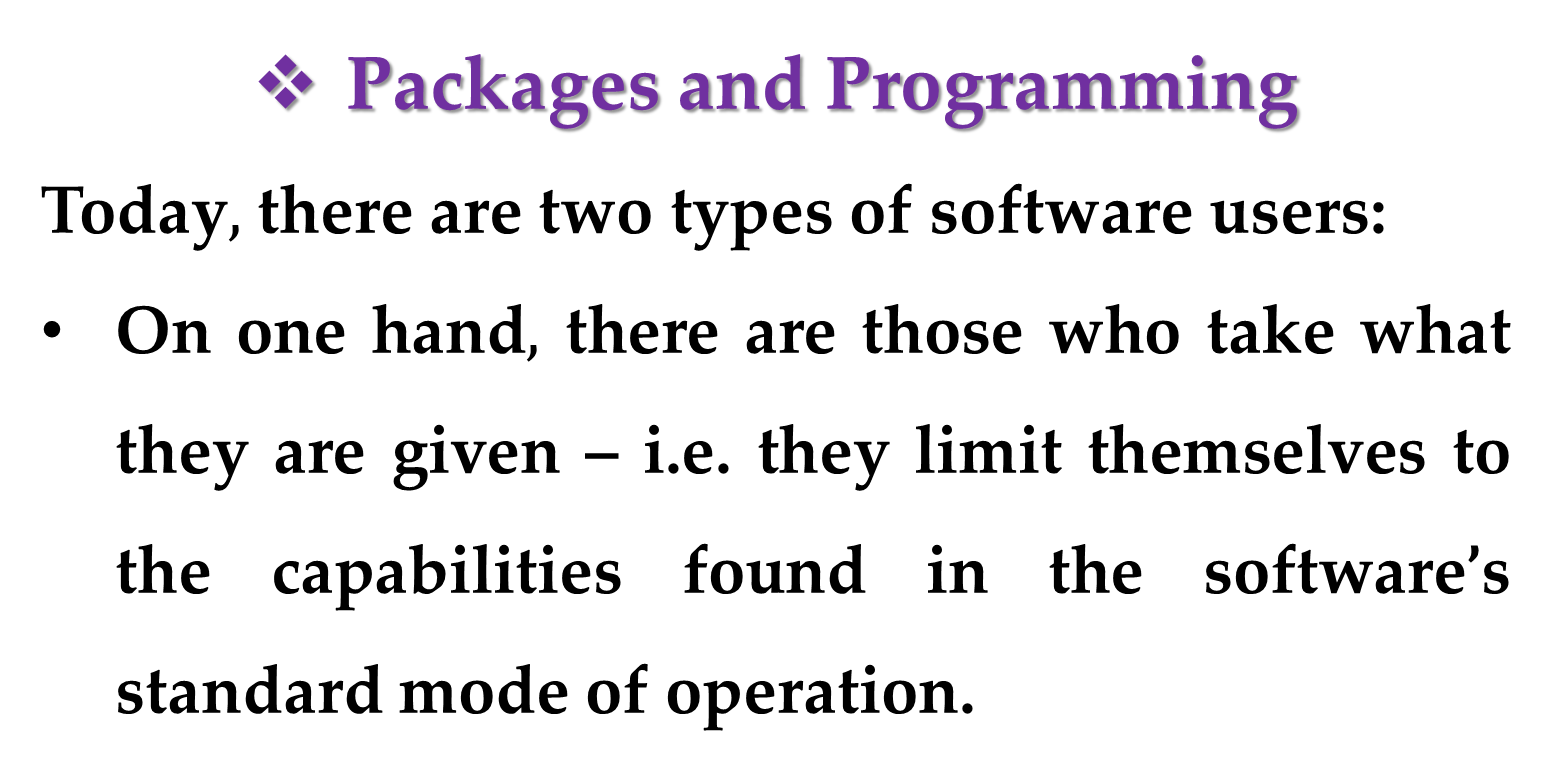 ❖ Packages and Programming
Today, there are two types of software users:
• On one hand, there are those who take what
they are given – i.e. they limit themselves to
the capabilities found in the software’s
standard mode of operation.